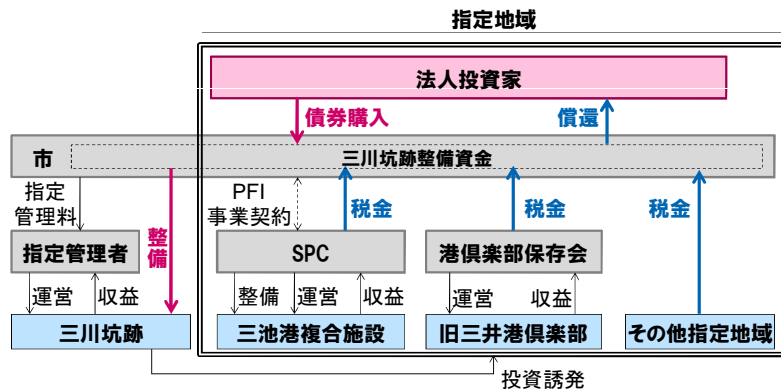 指定地域
法人投資家
債券購入
償還
市
三川坑跡整備資金
指定
管理料
整備
PFI
事業契約
税金
税金
税金
指定管理者
SPC
港倶楽部保存会
運営
収益
整備
運営
収益
運営
収益
三川坑跡
三池港複合施設
旧三井港倶楽部
その他指定地域
投資誘発